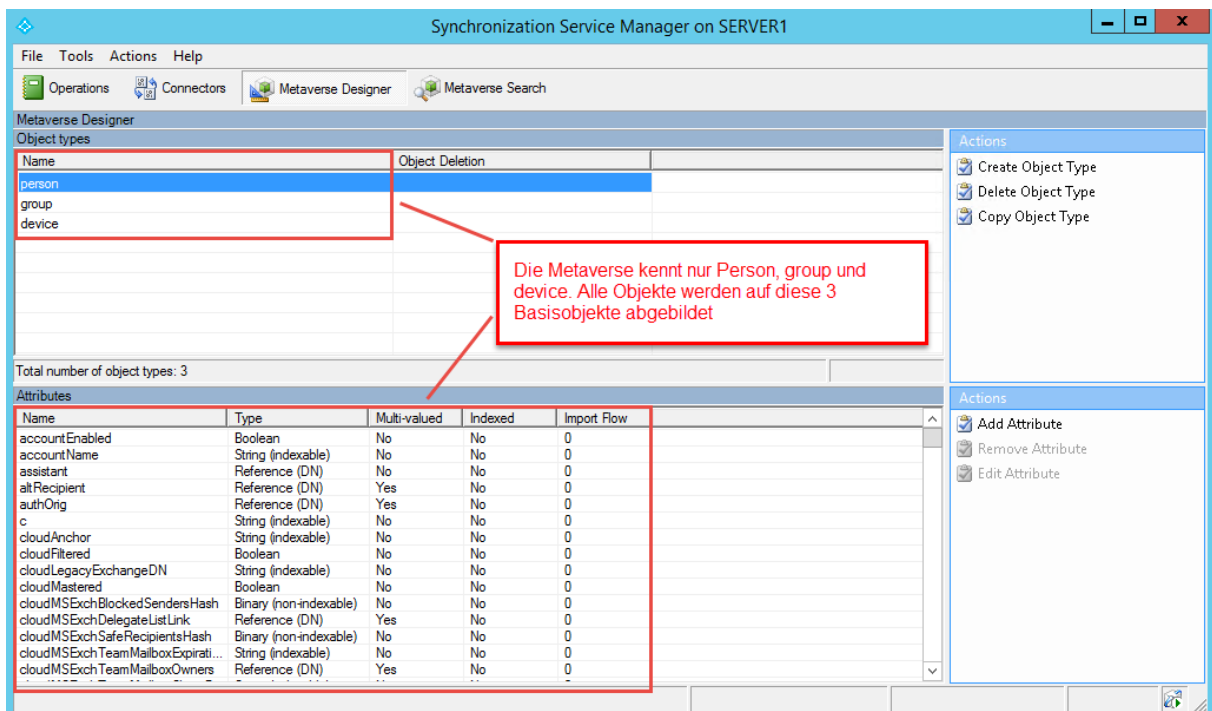 Synchronization Service Manager on SERVER1
File Tools Actions Help
Operations Connectors Metaverse Designer Metaverse Search
Metaverse Designer
Object types
Name Object Deletion
person
group
device
Die Metaverse kennt nur Person, group und
device. Alle Objekte werden auf diese 3
Basisobjekte abgebildet
Total number of object types: 3
Actions
Create Object Type
Delete Object Type
Copy Object Type
Attributes
Name Type Multi-valued Indexed Import Flow
accountEnabled Boolean No No 0
accountName String (indexable) No No 0
assistant Reference (DN) No No 0
altRecipient Reference (DN) Yes No 0
authOrig Reference (DN) Yes No 0
c String (indexable) No No 0
cloudAnchor String (indexable) No No 0
cloudFiltered Boolean No No 0
cloudLegacyExchangeDN String (indexable) No No 0
cloudMastered Boolean No No 0
cloudMSExchBlockedSendersHash Binary (non-indexable) No No 0
cloudMSExchDelegateListLink Reference (DN) Yes No 0
cloudMSExchSafeRecipientsHash Binary (non-indexable) No No 0
cloudMSExchTeamMailboxExpirati... String (indexable) No No 0
cloudMSExchTeamMailboxOwners Reference (DN) Yes No 0
Actions
Add Attribute
Remove Attribute
Edit Attribute